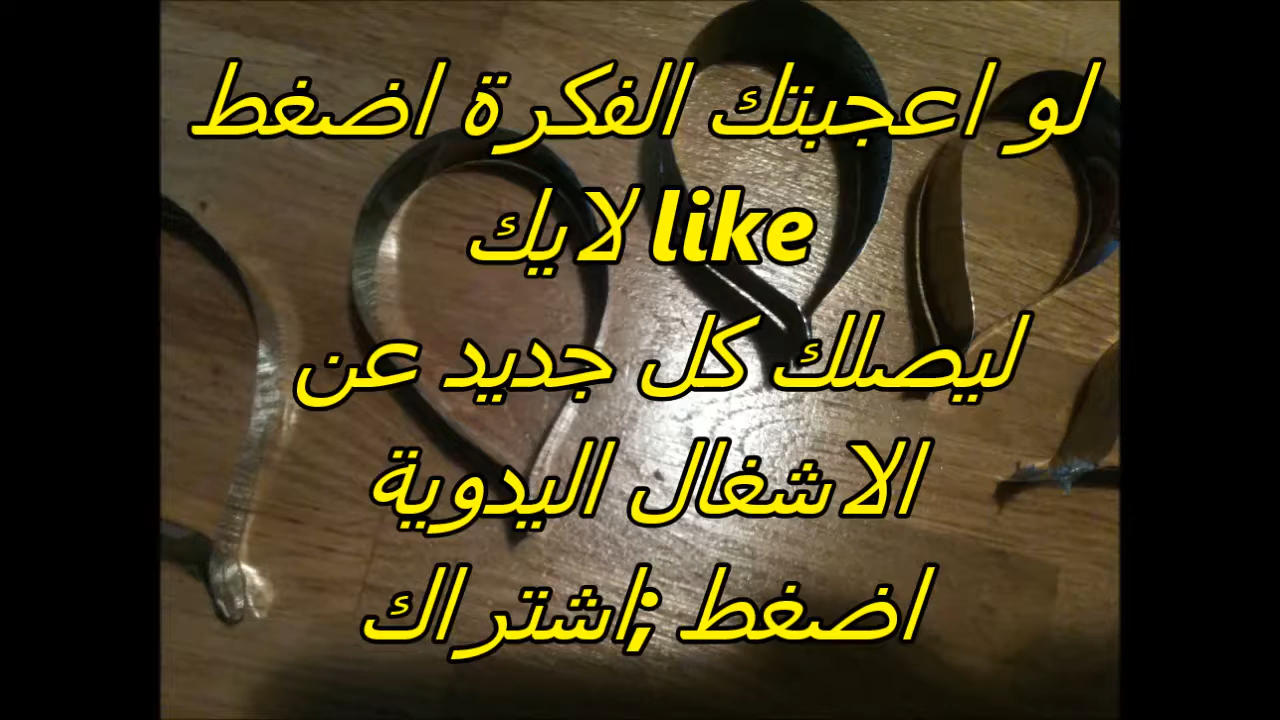 لو اعجبتك الفكرة اضغط
like لايك
ليصلك كل جديد عن
الاشغال اليدوية
اضغط ;اشتراك